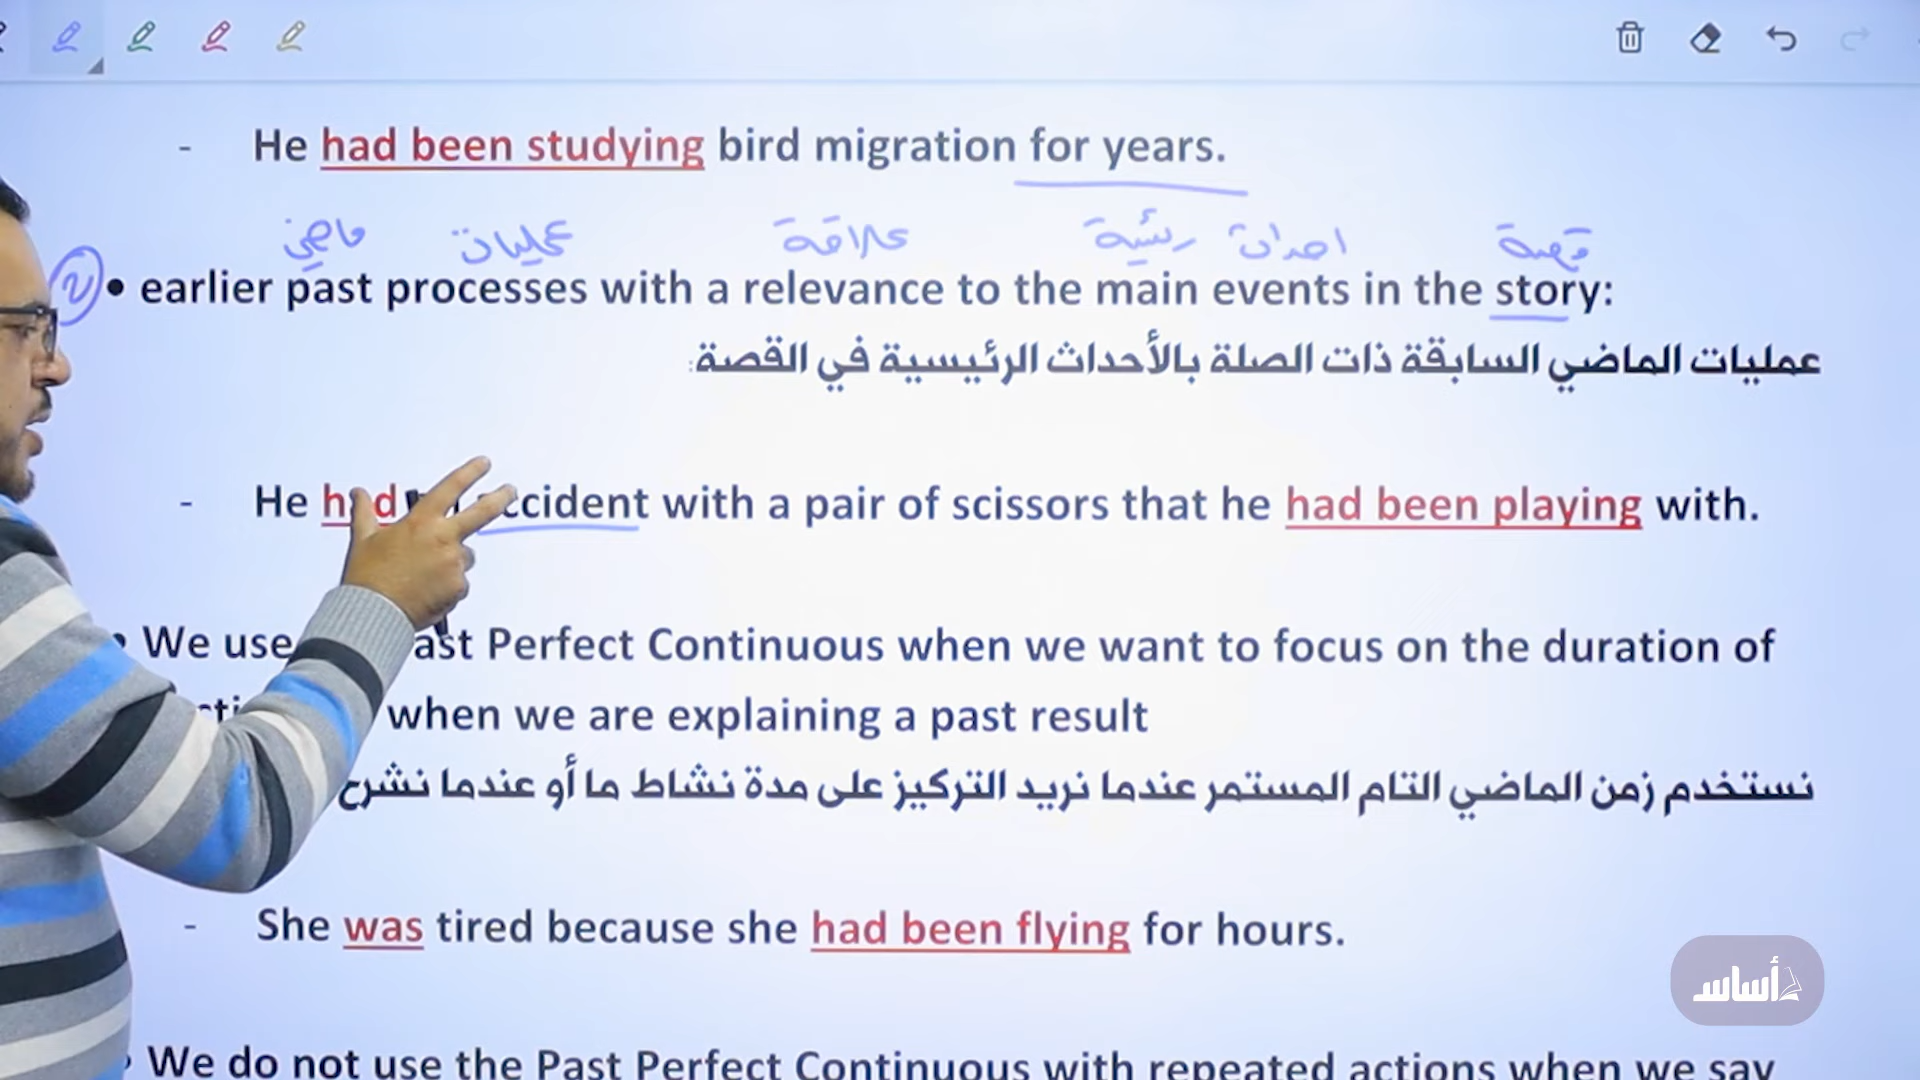 - He had been studying bird migration for years.
ماضي عمليات علاقة رئيسية احداث قصة
② • earlier past processes with a relevance to the main events in the story:
عمليات الماضي السابقة ذات الصلة بالأحداث الرئيسية في القصة:
- He had accident with a pair of scissors that he had been playing with.
• We use Past Perfect Continuous when we want to focus on the duration of
when we are explaining a past result
نستخدم زمن الماضي التام المستمر عندما نريد التركيز على مدة نشاط ما أو عندما نشرح
- She was tired because she had been flying for hours.
أساس
• We do not use the Past Perfect Continuous with repeated actions when we say